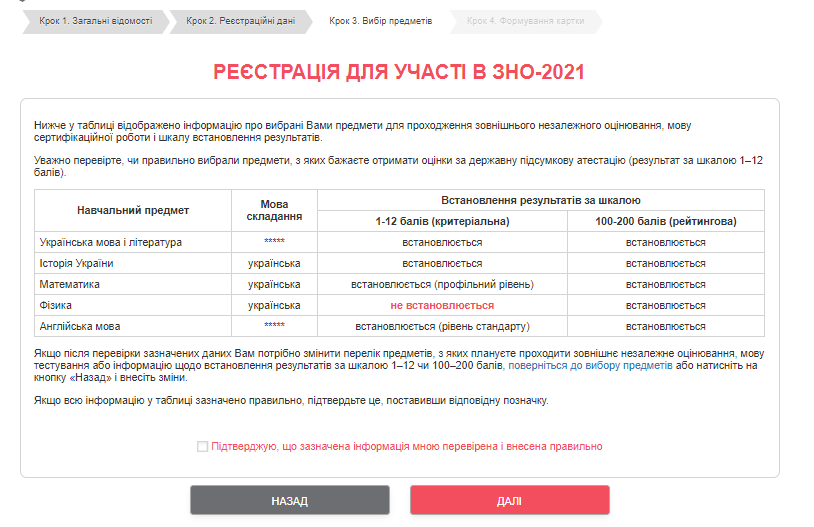 Крок 1. Загальні відомості
Крок 2. Реєстраційні дані
Крок 3. Вибір предметів
Крок 4. Формування картки
РЕЄСТРАЦІЯ ДЛЯ УЧАСТІ В ЗНО-2021
Нижче у таблиці відображено інформацію про вибрані Вами предмети для проходження зовнішнього незалежного оцінювання, мову
сертифікаційної роботи і шкалу встановлення результатів.
Уважно перевірте, чи правильно вибрали предмети, з яких бажаєте отримати оцінки за державну підсумкову атестацію (результат за шкалою 1–12
балів).
Навчальний предмет
Мова
складання
Встановлення результатів за шкалою
1-12 балів (критеріальна)
100-200 балів (рейтингова)
Українська мова і література ***** встановлюється встановлюється
Історія України українська встановлюється встановлюється
Математика українська встановлюється (профільний рівень) встановлюється
Фізика українська не встановлюється встановлюється
Англійська мова ***** встановлюється (рівень стандарту) встановлюється
Якщо після перевірки зазначених даних Вам потрібно змінити перелік предметів, з яких плануєте проходити зовнішнє незалежне оцінювання, мову
тестування або інформацію щодо встановлення результатів за шкалою 1–12 чи 100–200 балів, поверніться до вибору предметів або натисніть на
кнопку «Назад» і внесіть зміни.
Якщо всю інформацію у таблиці зазначено правильно, підтвердьте це, поставивши відповідну позначку.
Підтверджую, що зазначена інформація мною перевірена і внесена правильно
НАЗАД
ДАЛІ